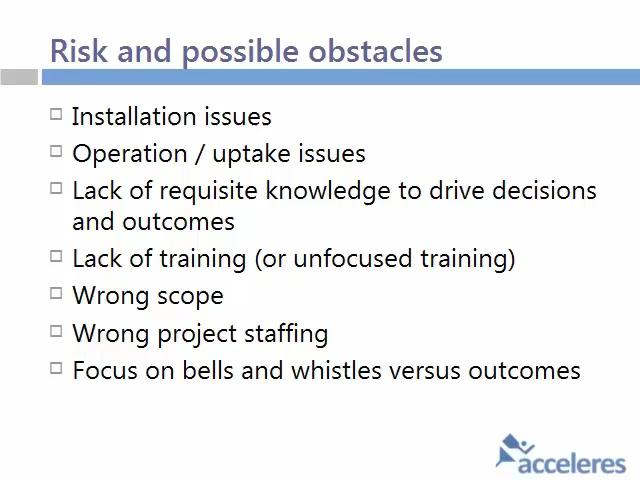 Risk and possible obstacles
Installation issues
Operation / uptake issues
Lack of requisite knowledge to drive decisions
and outcomes
Lack of training (or unfocused training)
Wrong scope
Wrong project staffing
Focus on bells and whistles versus outcomes
acceleres